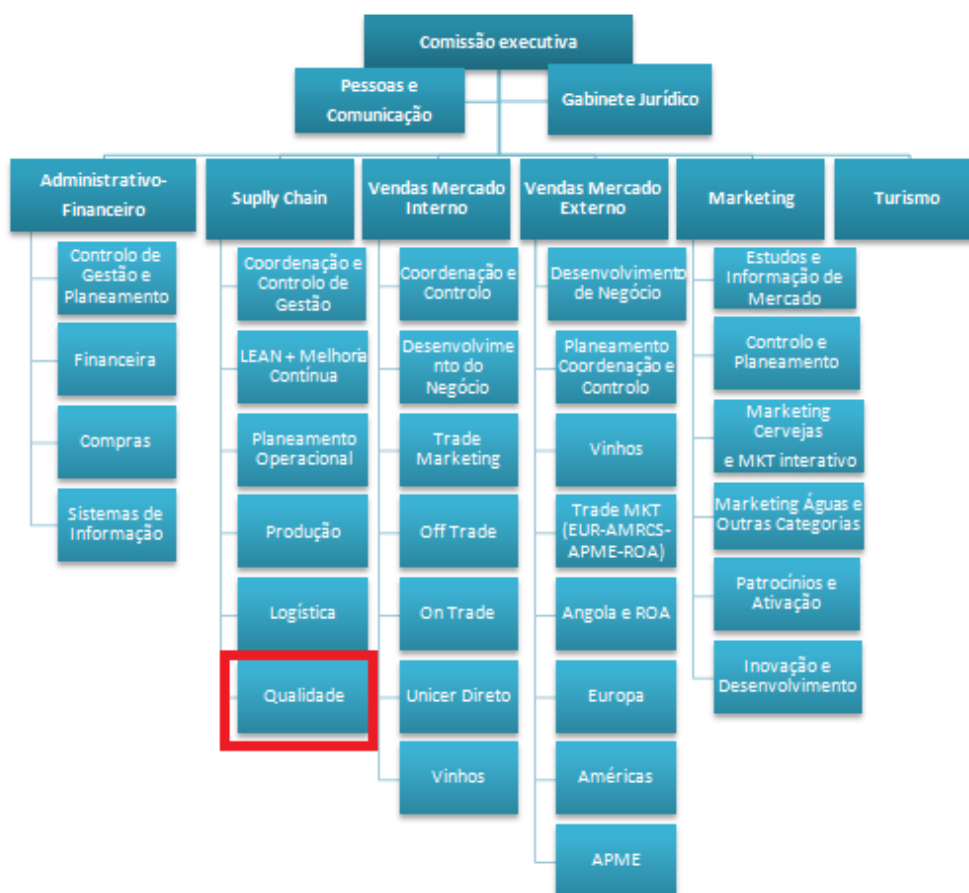 Comissão executiva
Pessoas e
Comunicação
Gabinete Jurídico
Administrativo-
Financeiro
Suplly Chain
Vendas Mercado
Interno
Vendas Mercado
Externo
Marketing
Turismo
Controlo de
Gestão e
Planeamento
Financeira
Compras
Sistemas de
Informação
Coordenação e
Controlo de
Gestão
LEAN + Melhoria
Contínua
Planeamento
Operacional
Produção
Logística
Qualidade
Coordenação e
Controlo
Desenvolvime
nto do
Negócio
Trade
Marketing
Off Trade
On Trade
Unicer Direto
Vinhos
Desenvolvimento
de Negócio
Planeamento
Coordenação e
Controlo
Vinhos
Trade MKT
(EUR-AMRCS-
APME-ROA)
Angola e ROA
Europa
Américas
APME
Estudos e
Informação de
Mercado
Controlo e
Planeamento
Marketing
Cervejas
e MKT interativo
Marketing Águas e
Outras Categorias
Patrocínios e
Ativação
Inovação e
Desenvolvimento